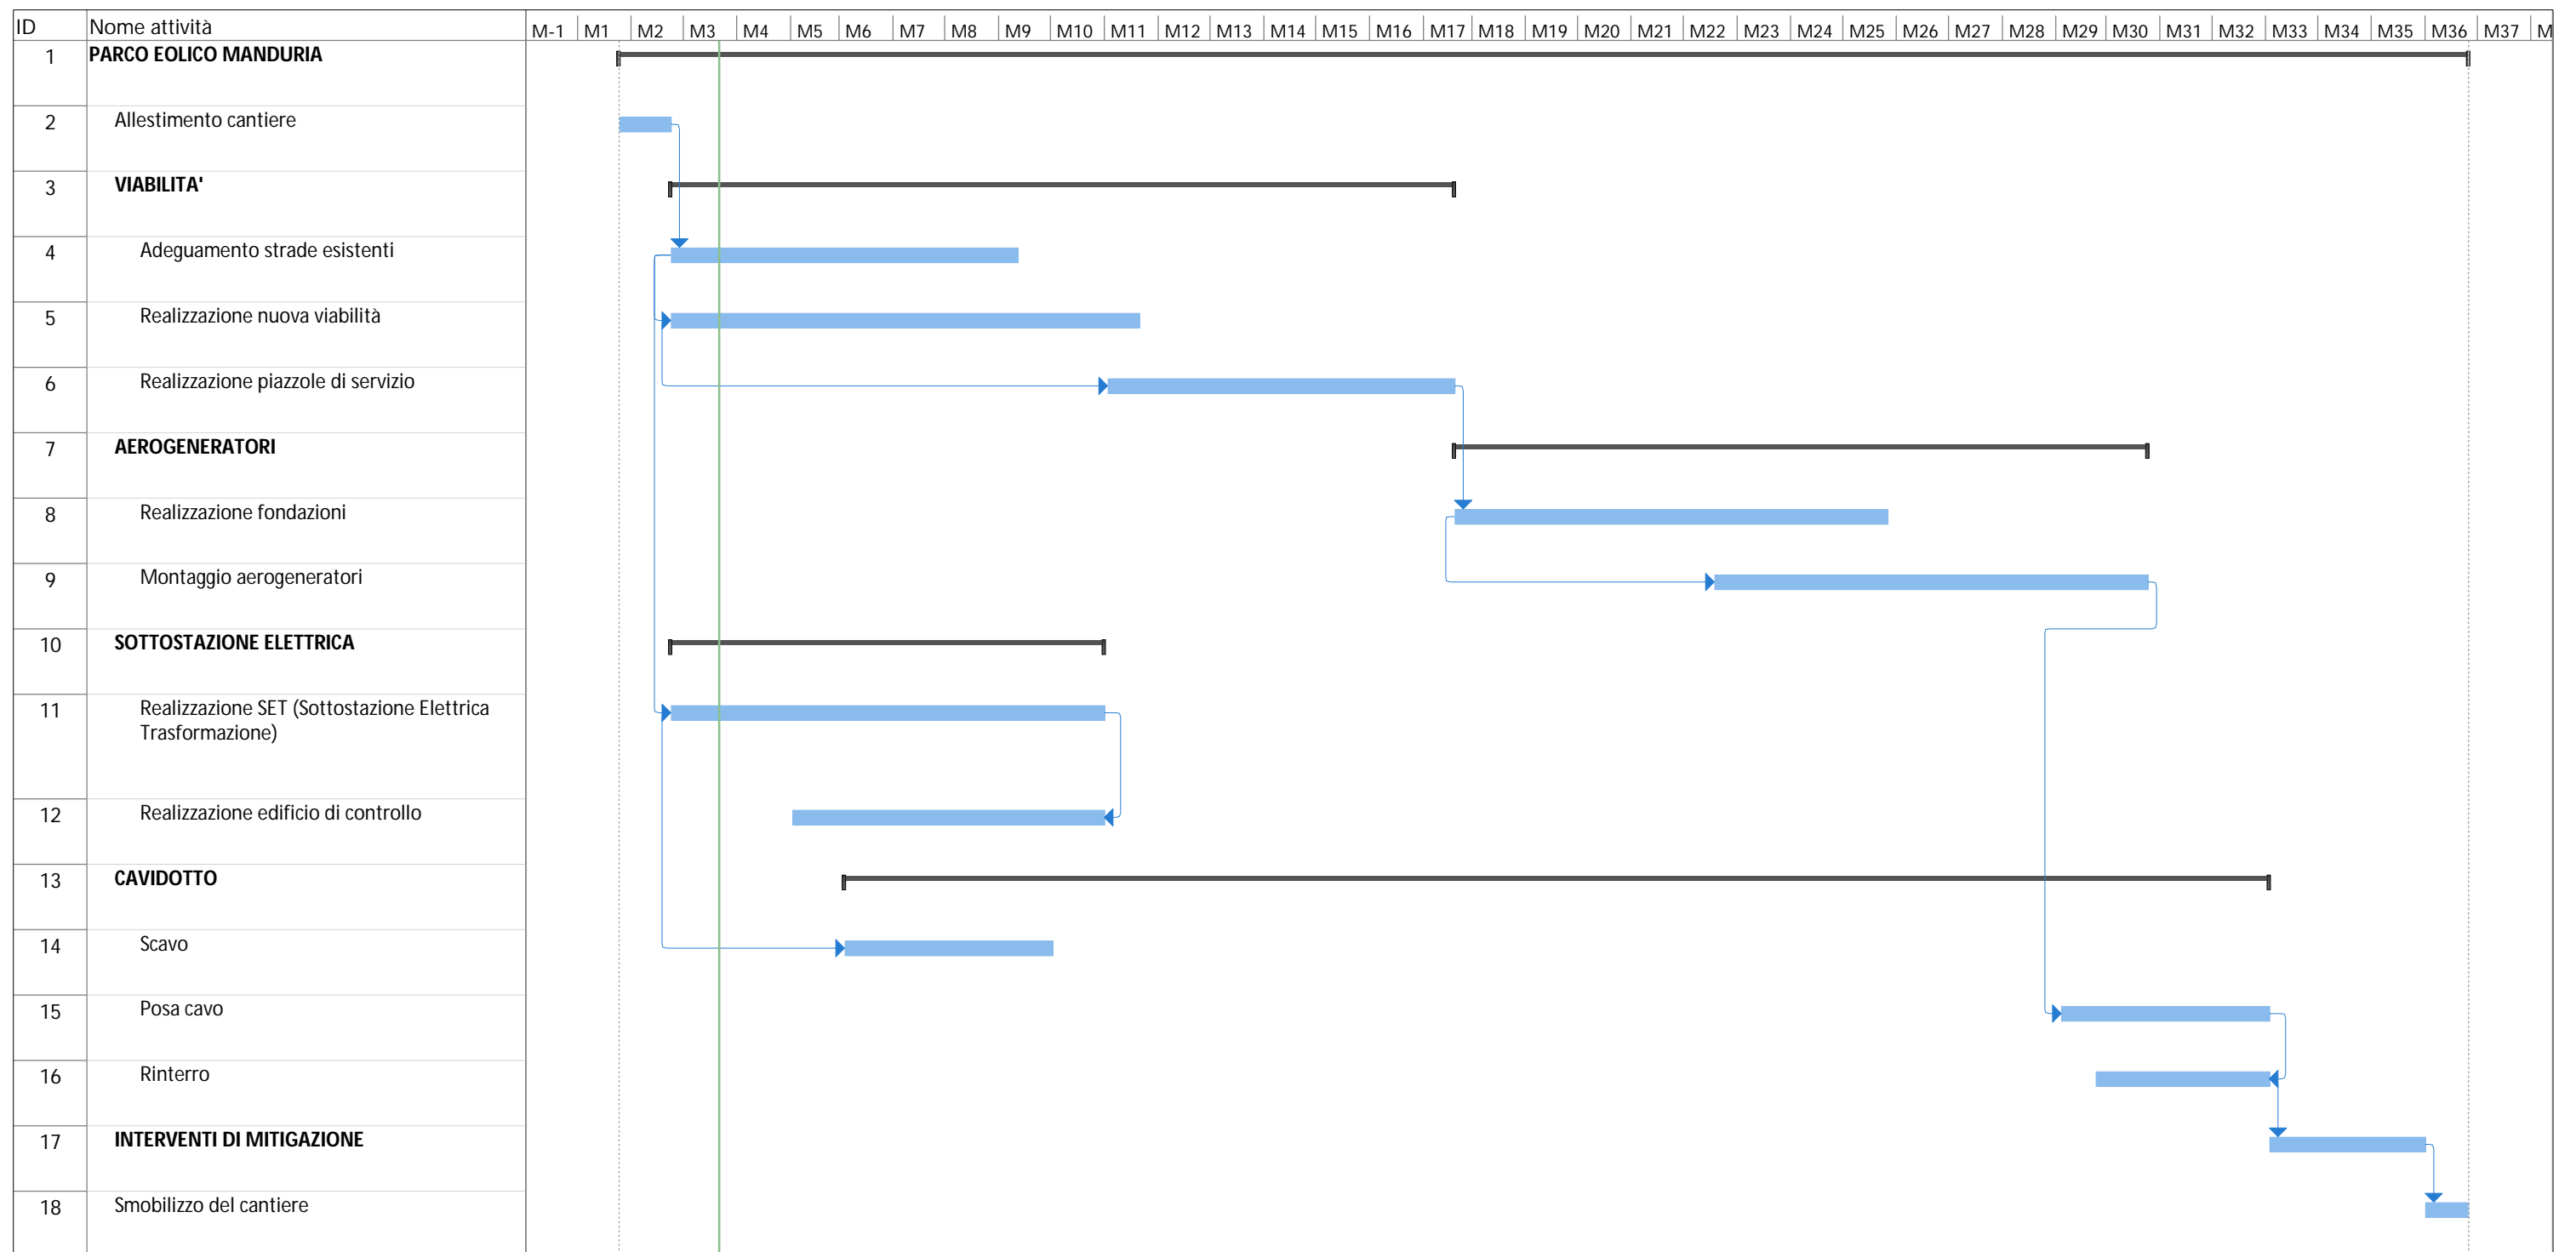 ID Nome attività M-1 M1 M2 M3 M4 M5 M6 M7 M8 M9 M10 M11 M12 M13 M14 M15 M16 M17 M18 M19 M20 M21 M22 M23 M24 M25 M26 M27 M28 M29 M30 M31 M32 M33 M34 M35 M36 M37 M
1 PARCO EOLICO MANDURIA
2 Allestimento cantiere
3 VIABILITA'
4 Adeguamento strade esistenti
5 Realizzazione nuova viabilità
6 Realizzazione piazzole di servizio
7 AEROGENERATORI
8 Realizzazione fondazioni
9 Montaggio aerogeneratori
10 SOTTOSTAZIONE ELETTRICA
11 Realizzazione SET (Sottostazione Elettrica
Trasformazione)
12 Realizzazione edificio di controllo
13 CAVIDOTTO
14 Scavo
15 Posa cavo
16 Rinterro
17 INTERVENTI DI MITIGAZIONE
18 Smobilizzo del cantiere